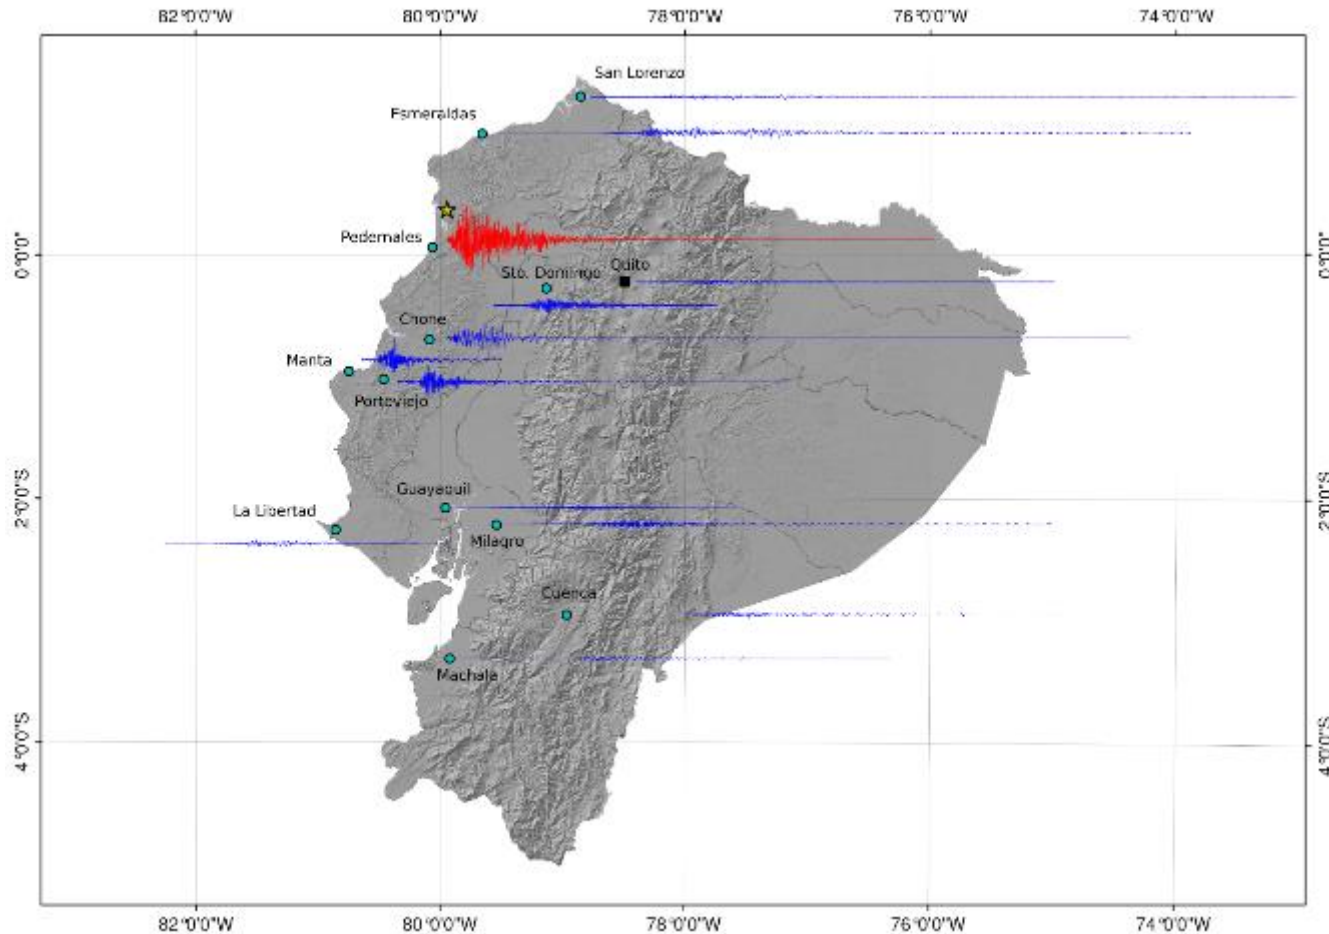 82°0'0"W 80°0'0"W 78°0'0"W 76°0'0"W 74°0'0"W
San Lorenzo
Esmeraldas
Pedernales
0°0'0"
Quito
0°0'0"
Sto. Domingo
Chone
Manta
Portoviejo
2°0'0"S
Guayaquil
2°0'0"S
La Libertad
Milagro
Cuenca
Machala
4°0'0"S
4°0'0"S
82°0'0"W 80°0'0"W 78°0'0"W 76°0'0"W 74°0'0"W